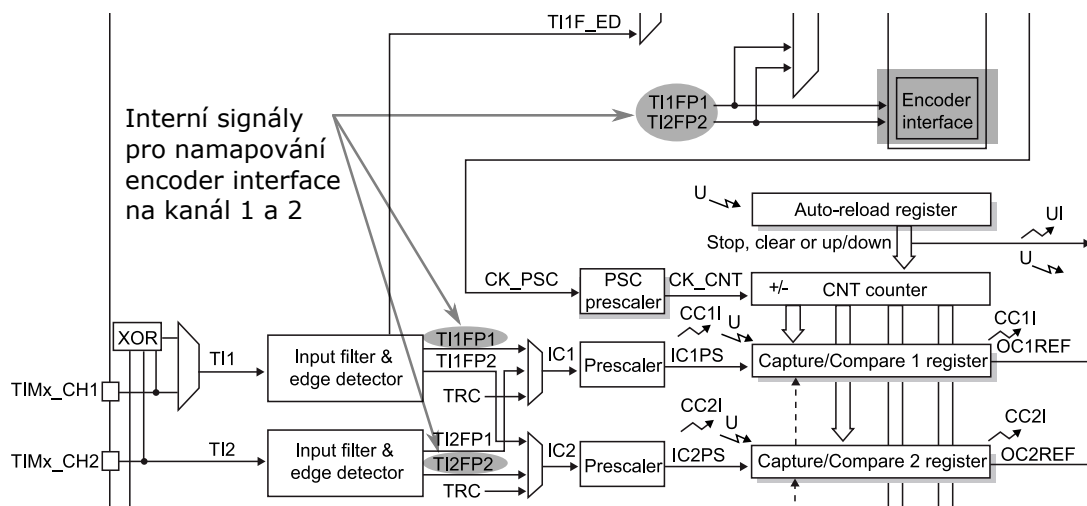 TI1F_ED
TI1FP1
TI2FP2
Encoder
interface
Interní signály
pro namapování
encoder interface
na kanál 1 a 2
U
Auto-reload register
UI
Stop, clear or up/down
U
CK_PSC
PSC
prescaler
CK_CNT
+/-
CNT counter
CC1I
U
CC1I
XOR
TI1
Input filter &
edge detector
TI1FP1
TI1FP2
TRC
IC1
Prescaler
IC1PS
Capture/Compare 1 register
OC1REF
TIMx_CH1
CC2I
U
CC2I
TIMx_CH2
TI2
Input filter &
edge detector
TI2FP1
TI2FP2
TRC
IC2
Prescaler
IC2PS
Capture/Compare 2 register
OC2REF